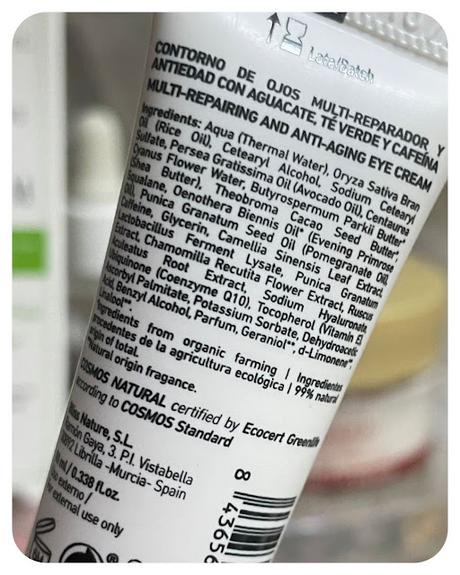 Lote/Batch
CONTORNO DE OJOS MULTI-REPARADOR Y
ANTIEDAD CON AGUACATE, TÉ VERDE Y CAFEÍNA
MULTI-REPAIRING AND ANTI-AGING EYE CREAM
Ingredients: Aqua (Thermal Water), Oryza Sativa Bran
Oil (Rice Oil), Cetearyl Alcohol, Sodium Cetearyl
Sulfate, Persea Gratissima Oil (Avocado Oil), Centaurea
Cyanus Flower Water, Butyrospermum Parkii Butter*
(Shea Butter), Theobroma Cacao Seed Butter*,
Squalane, Oenothera Biennis Oil* (Evening Primrose
Oil), Punica Granatum Seed Oil (Pomegranate Oil),
Caffeine, Glycerin, Camellia Sinensis Leaf Extract,
Lactobacillus Ferment Lysate, Punica Granatum
Extract, Chamomilla Recutita Flower Extract, Ruscus
Aculeatus Root Extract, Sodium Hyaluronate,
Ubiquinone (Coenzyme Q10), Tocopherol (Vitamin E),
Ascorbyl Palmitate, Potassium Sorbate, Dehydroacetic
Acid, Benzyl Alcohol, Parfum, Geraniol**, d-Limonene**,
Linalool**.
Ingredients from organic farming | Ingredientes
procedentes de la agricultura ecológica | 99% natural
origin of total.
**Natural origin fragrance.
COSMOS NATURAL certified by Ecocert Greenlife
according to COSMOS Standard
Nature, S.L.
Ramón Gaya, 3. P.I. Vistabella
Librilla -Murcia- Spain
ml / 0.338 fl.oz.
externo /
external use only
8
43656